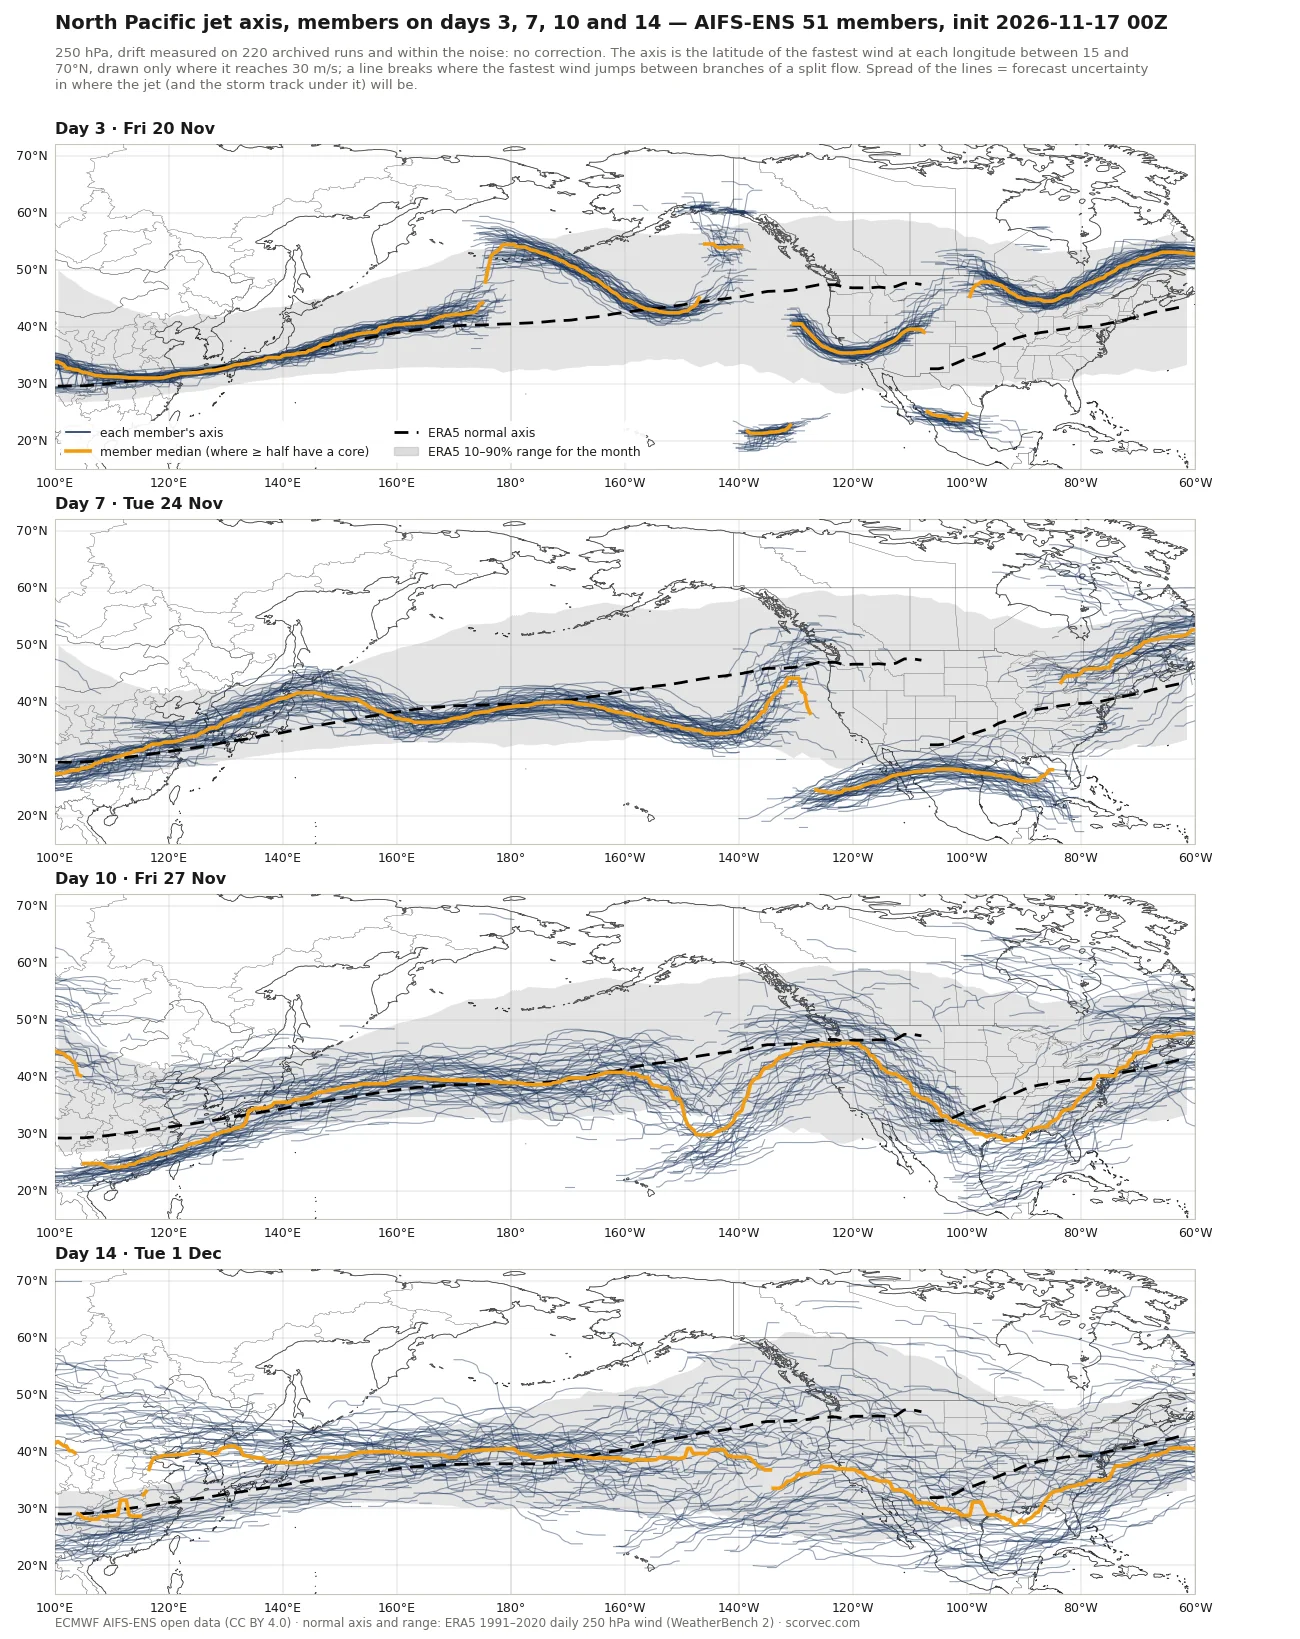 North Pacific jet axis, members on days 3, 7, 10 and 14 — AIFS-ENS 51 members, init 2026-11-17 00Z
250 hPa, drift measured on 220 archived runs and within the noise: no correction. The axis is the latitude of the fastest wind at each longitude between 15 and
70°N, drawn only where it reaches 30 m/s; a line breaks where the fastest wind jumps between branches of a split flow. Spread of the lines = forecast uncertainty
in where the jet (and the storm track under it) will be.
Day 3 · Fri 20 Nov
70°N
60°N
50°N
40°N
30°N
20°N
each member's axis
member median (where ≥ half have a core)
ERA5 normal axis
ERA5 10–90% range for the month
100°E 120°E 140°E 160°E 180° 160°W 140°W 120°W 100°W 80°W 60°W
Day 7 · Tue 24 Nov
70°N
60°N
50°N
40°N
30°N
20°N
100°E 120°E 140°E 160°E 180° 160°W 140°W 120°W 100°W 80°W 60°W
Day 10 · Fri 27 Nov
70°N
60°N
50°N
40°N
30°N
20°N
100°E 120°E 140°E 160°E 180° 160°W 140°W 120°W 100°W 80°W 60°W
Day 14 · Tue 1 Dec
70°N
60°N
50°N
40°N
30°N
20°N
100°E 120°E 140°E 160°E 180° 160°W 140°W 120°W 100°W 80°W 60°W
ECMWF AIFS-ENS open data (CC BY 4.0) · normal axis and range: ERA5 1991–2020 daily 250 hPa wind (WeatherBench 2) · scorvec.com